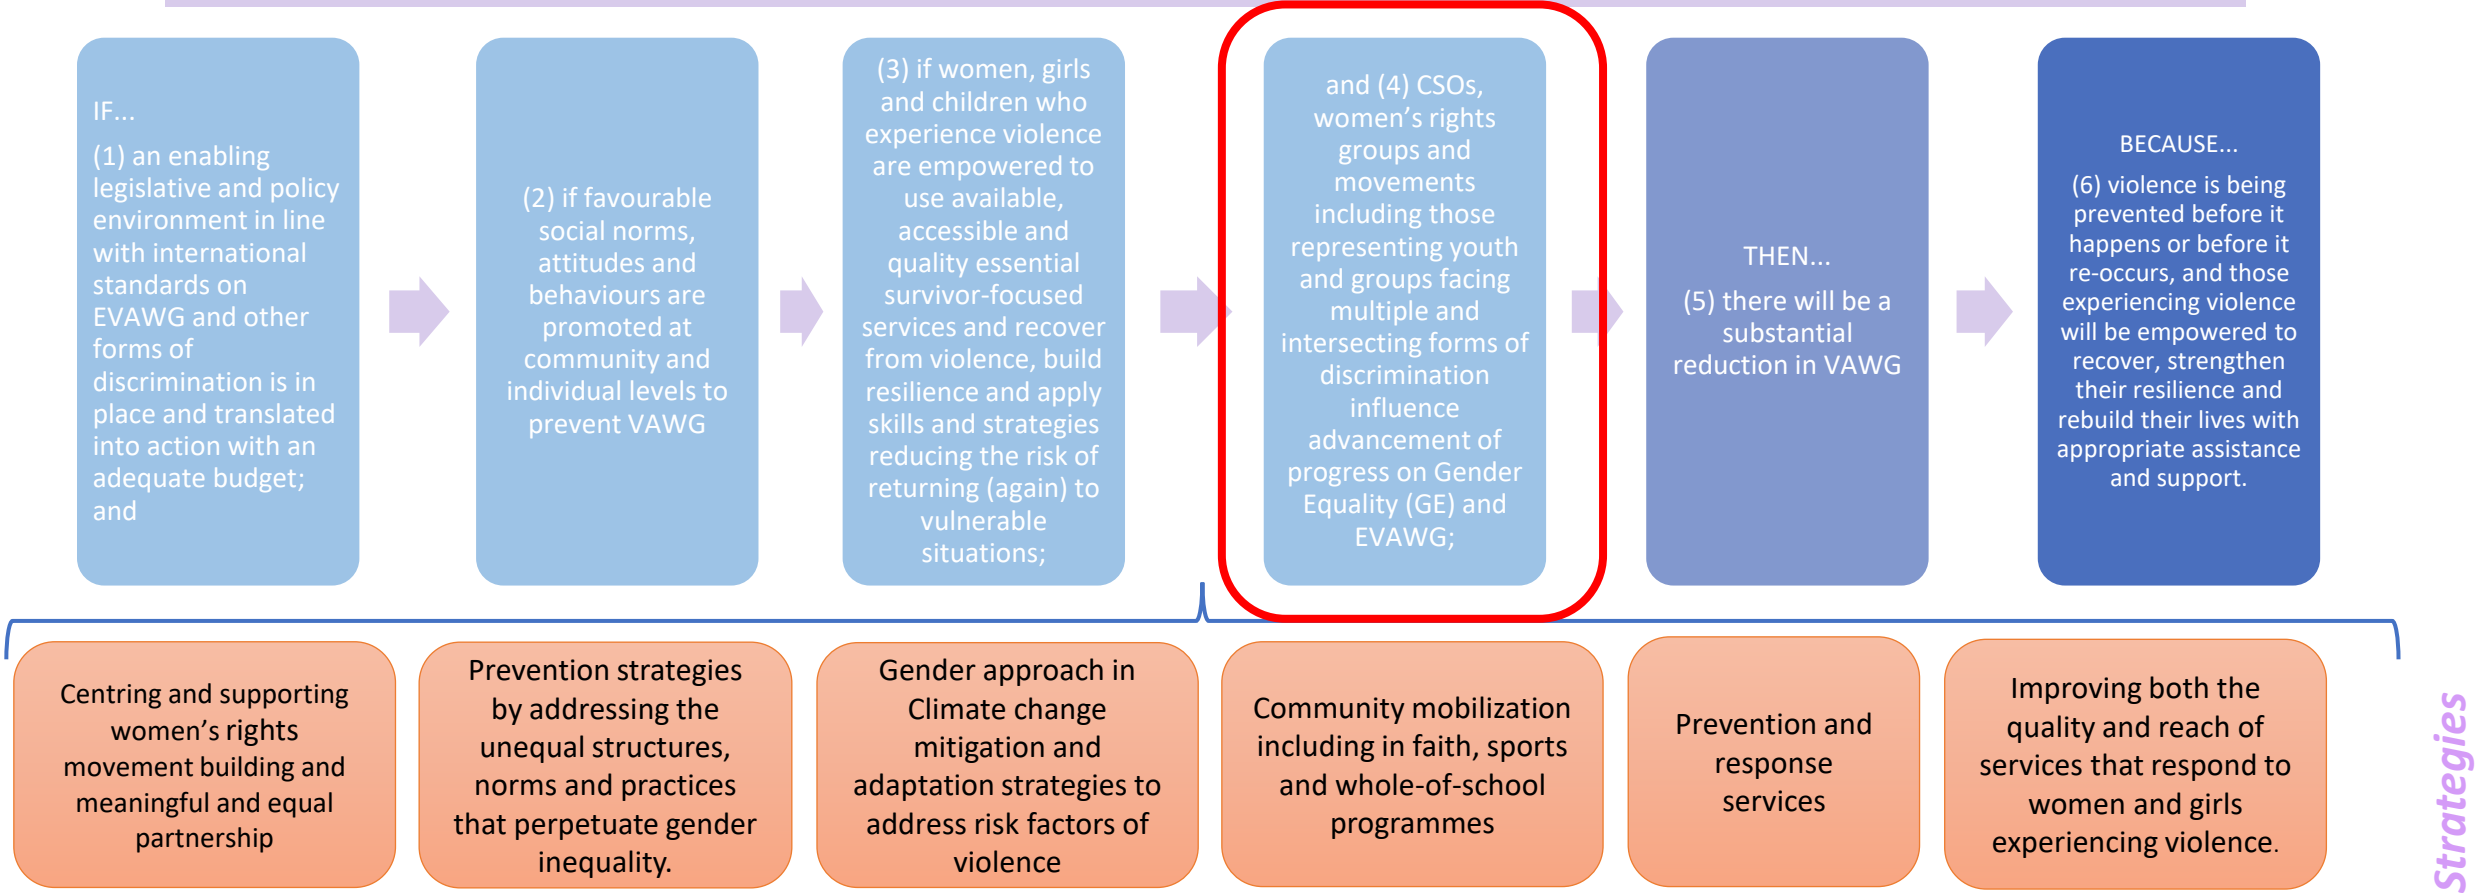 IF...
(1) an enabling
legislative and policy
environment in line
with international
standards on
EVAWG and other
forms of
discrimination is in
place and translated
into action with an
adequate budget;
and
(2) if favourable
social norms,
attitudes and
behaviours are
promoted at
community and
individual levels to
prevent VAWG
(3) if women, girls
and children who
experience violence
are empowered to
use available,
accessible and
quality essential
survivor-focused
services and recover
from violence, build
resilience and apply
skills and strategies
reducing the risk of
returning (again) to
vulnerable
situations;
and (4) CSOs,
women’s rights
groups and
movements
including those
representing youth
and groups facing
multiple and
intersecting forms of
discrimination
influence
advancement of
progress on Gender
Equality (GE) and
EVAWG;
THEN...
(5) there will be a
substantial
reduction in VAWG
BECAUSE...
(6) violence is being
prevented before it
happens or before it
re-occurs, and those
experiencing violence
will be empowered to
recover, strengthen
their resilience and
rebuild their lives with
appropriate assistance
and support.
Centring and supporting
women’s rights
movement building and
meaningful and equal
partnership
Prevention strategies
by addressing the
unequal structures,
norms and practices
that perpetuate gender
inequality.
Gender approach in
Climate change
mitigation and
adaptation strategies to
address risk factors of
violence
Community mobilization
including in faith, sports
and whole-of-school
programmes
Prevention and
response
services
Improving both the
quality and reach of
services that respond to
women and girls
experiencing violence.
Strategies